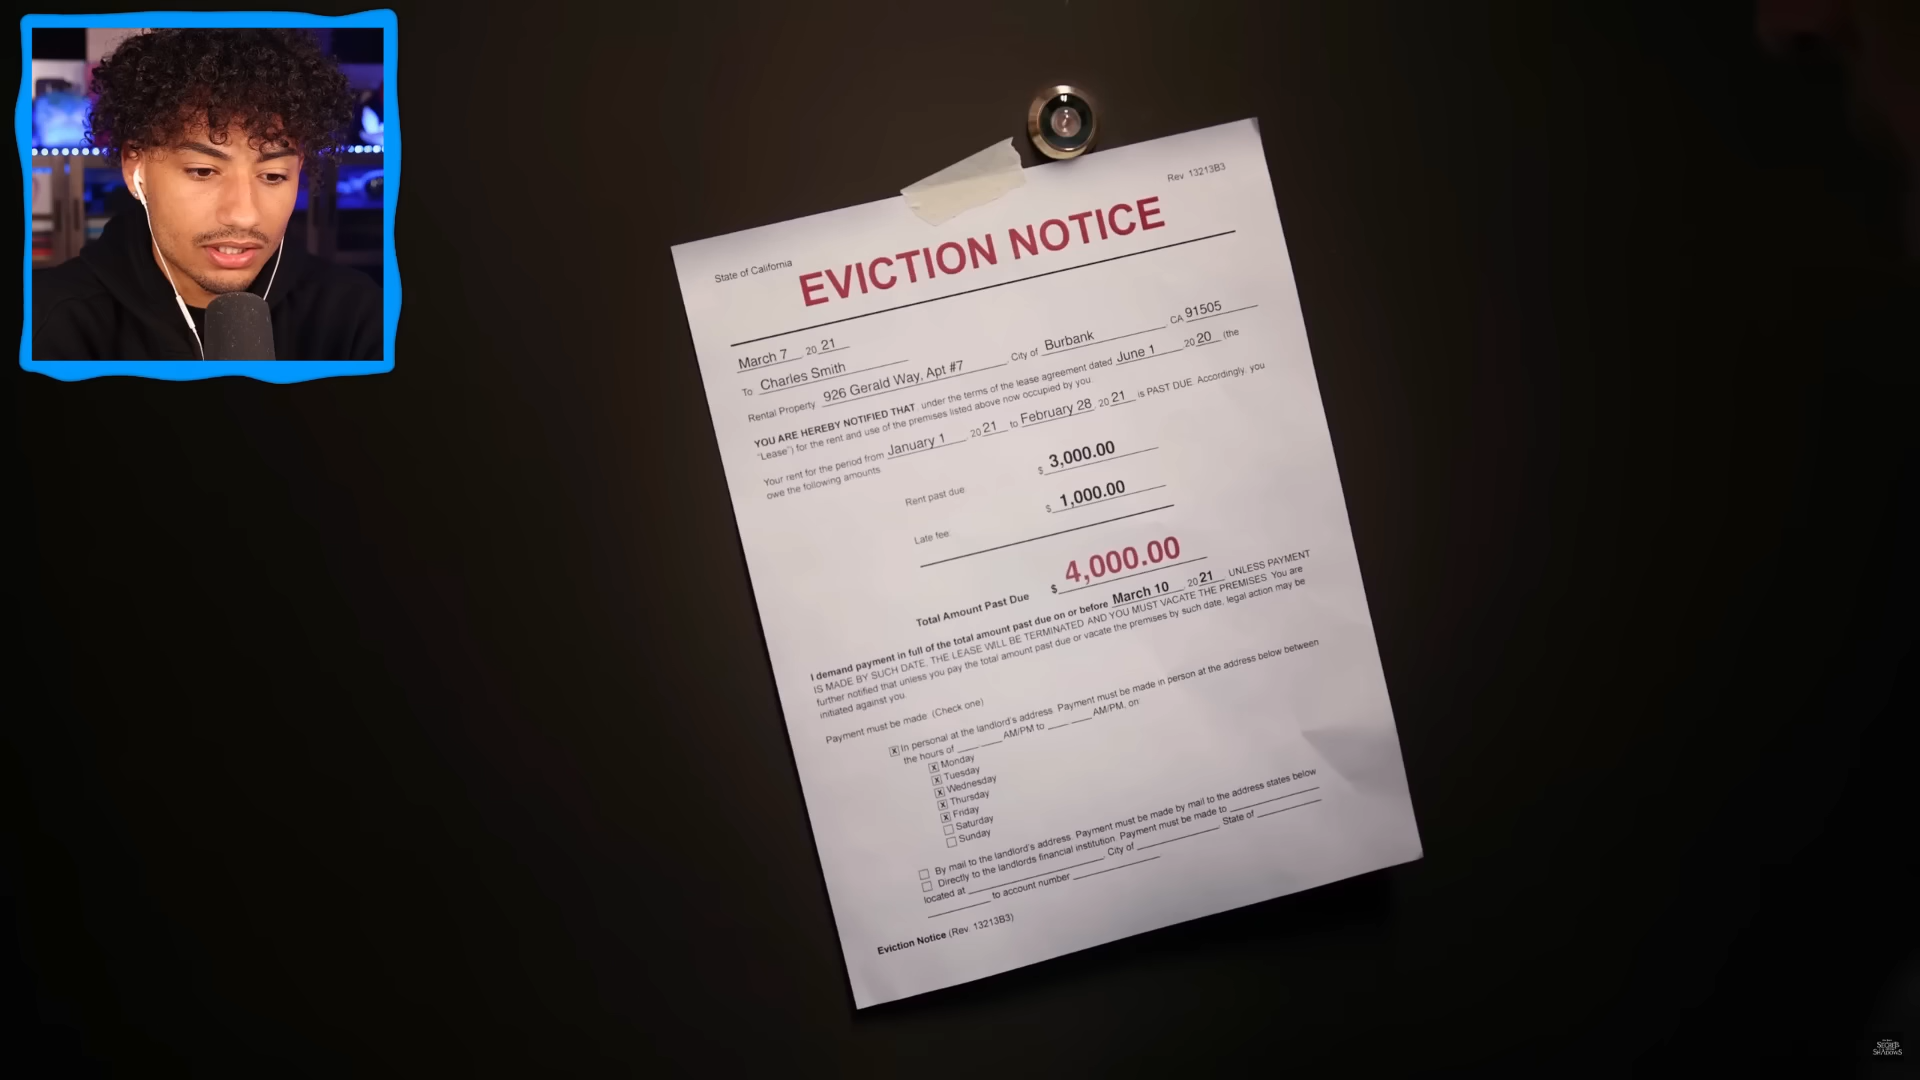 Rev. 13213B3
State of California
EVICTION NOTICE
March 7, 20 21
To Charles Smith
Rental Property 926 Gerald Way, Apt #7, City of Burbank CA 91505
YOU ARE HEREBY NOTIFIED THAT, under the terms of the lease agreement dated June 1, 20 20 (the
"Lease") for the rent and use of the premises listed above now occupied by you.
Your rent for the period from January 1, 20 21 to February 28, 20 21 is PAST DUE. Accordingly, you
owe the following amounts
Rent past due $ 3,000.00
Late fee $ 1,000.00
Total Amount Past Due $ 4,000.00
I demand payment in full of the total amount past due on or before March 10, 20 21 UNLESS PAYMENT
IS MADE BY SUCH DATE, THE LEASE WILL BE TERMINATED AND YOU MUST VACATE THE PREMISES. You are
further notified that unless you pay the total amount past due or vacate the premises by such date, legal action may be
initiated against you.
Payment must be made (Check one)
x In personal at the landlord's address. Payment must be made in person at the address below between
the hours of ____ ____ AM/PM to ____ ____ AM/PM, on
x Monday
x Tuesday
x Wednesday
x Thursday
x Friday
Saturday
Sunday
By mail to the landlord's address. Payment must be made by mail to the address states below
Directly to the landlords financial institution. Payment must be made to ____
located at ____, City of ____, State of ____
____ to account number ____
Eviction Notice (Rev. 13213B3)
SECRETS
SHADOWS